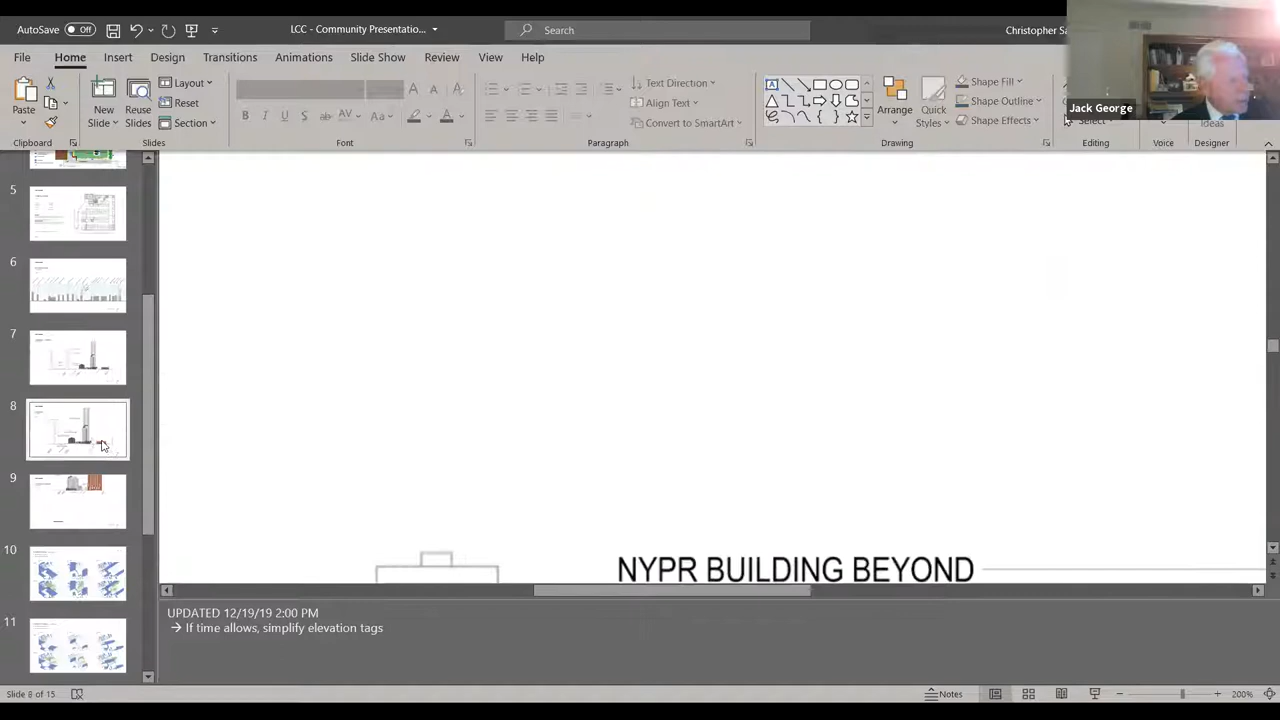 AutoSave Off LCC - Community Presentatio... Search Christopher Sa
File Home Insert Design Transitions Animations Slide Show Review View Help
Jack George
Paste
New Slide
Reuse Slides
Layout
Reset
Section
Text Direction
Align Text
Convert to SmartArt
Arrange
Quick Styles
Shape Fill
Shape Outline
Shape Effects
Select
Ideas
Clipboard Slides Font Paragraph Drawing Editing Voice Designer
5
6
7
8
9
10
11
NYPR BUILDING BEYOND
UPDATED 12/19/19 2:00 PM
→ If time allows, simplify elevation tags
Slide 8 of 15 Notes 200%